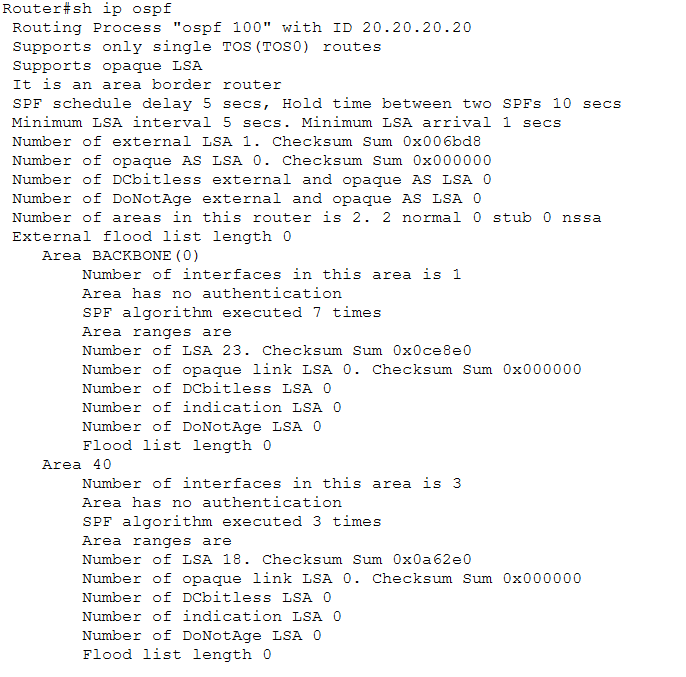 Router#sh ip ospf
Routing Process "ospf 100" with ID 20.20.20.20
Supports only single TOS(TOS0) routes
Supports opaque LSA
It is an area border router
SPF schedule delay 5 secs, Hold time between two SPFs 10 secs
Minimum LSA interval 5 secs. Minimum LSA arrival 1 secs
Number of external LSA 1. Checksum Sum 0x006bd8
Number of opaque AS LSA 0. Checksum Sum 0x000000
Number of DCbitless external and opaque AS LSA 0
Number of DoNotAge external and opaque AS LSA 0
Number of areas in this router is 2. 2 normal 0 stub 0 nssa
External flood list length 0
Area BACKBONE(0)
Number of interfaces in this area is 1
Area has no authentication
SPF algorithm executed 7 times
Area ranges are
Number of LSA 23. Checksum Sum 0x0ce8e0
Number of opaque link LSA 0. Checksum Sum 0x000000
Number of DCbitless LSA 0
Number of indication LSA 0
Number of DoNotAge LSA 0
Flood list length 0
Area 40
Number of interfaces in this area is 3
Area has no authentication
SPF algorithm executed 3 times
Area ranges are
Number of LSA 18. Checksum Sum 0x0a62e0
Number of opaque link LSA 0. Checksum Sum 0x000000
Number of DCbitless LSA 0
Number of indication LSA 0
Number of DoNotAge LSA 0
Flood list length 0